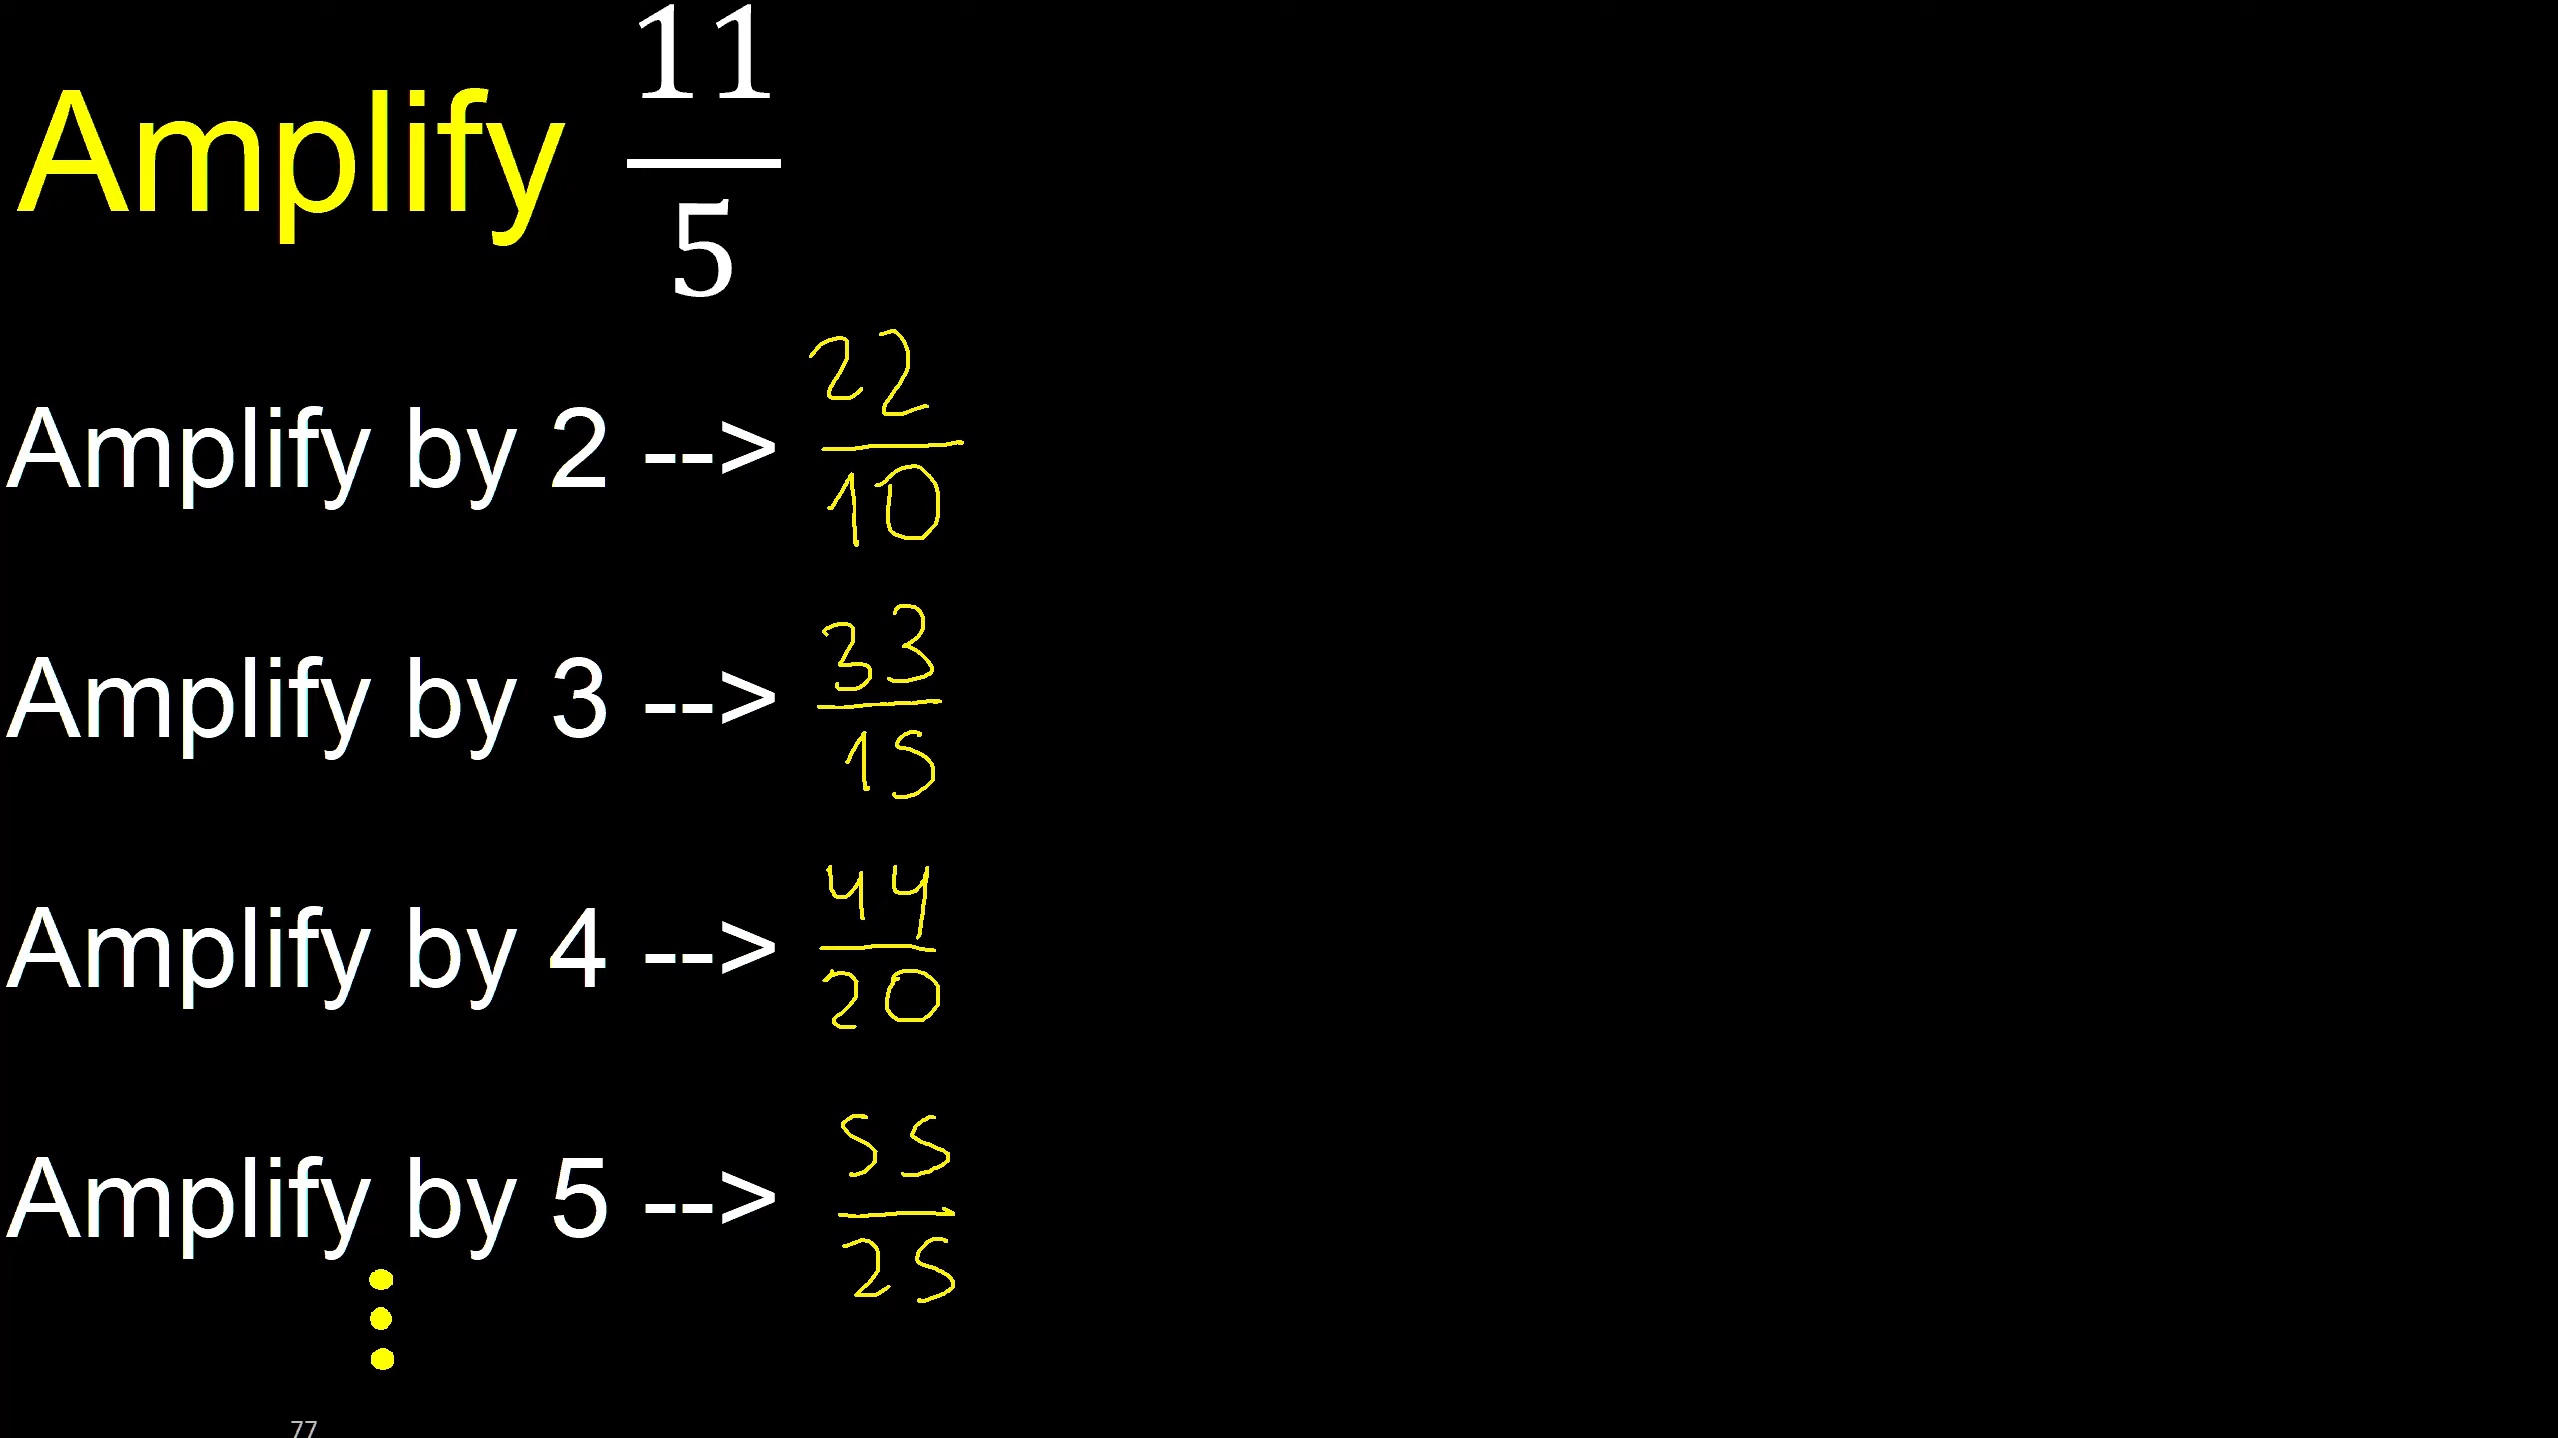 Amplify 11/5
Amplify by 2 --> 22/10
Amplify by 3 --> 33/15
Amplify by 4 --> 44/20
Amplify by 5 --> 55/25
77